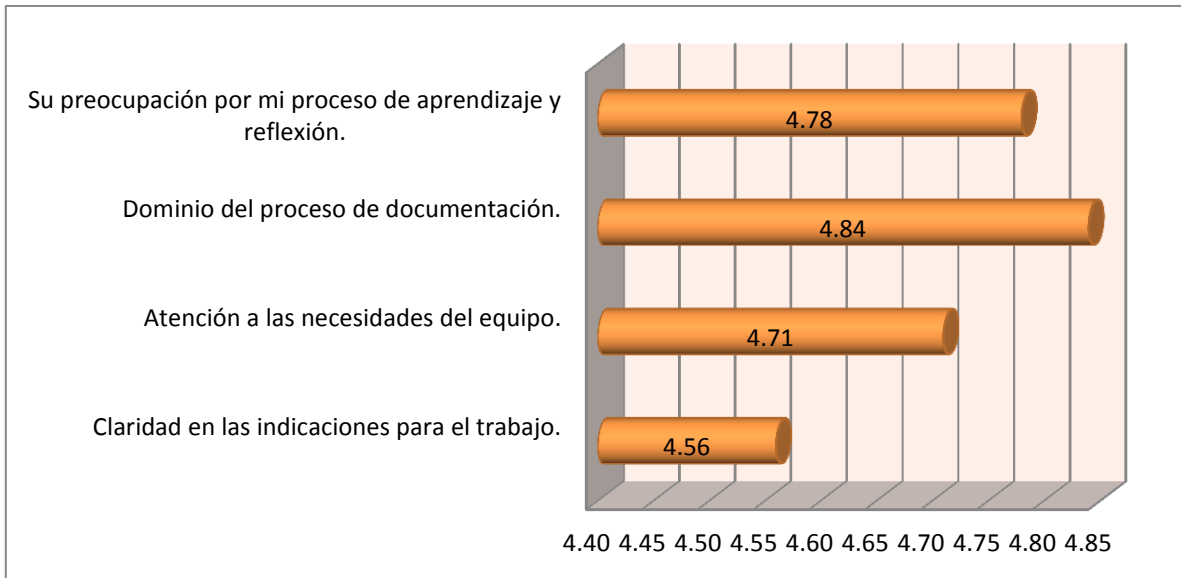 Su preocupación por mi proceso de aprendizaje y
reflexión.
4.78
Dominio del proceso de documentación.
4.84
Atención a las necesidades del equipo.
4.71
Claridad en las indicaciones para el trabajo.
4.56
4.40 4.45 4.50 4.55 4.60 4.65 4.70 4.75 4.80 4.85